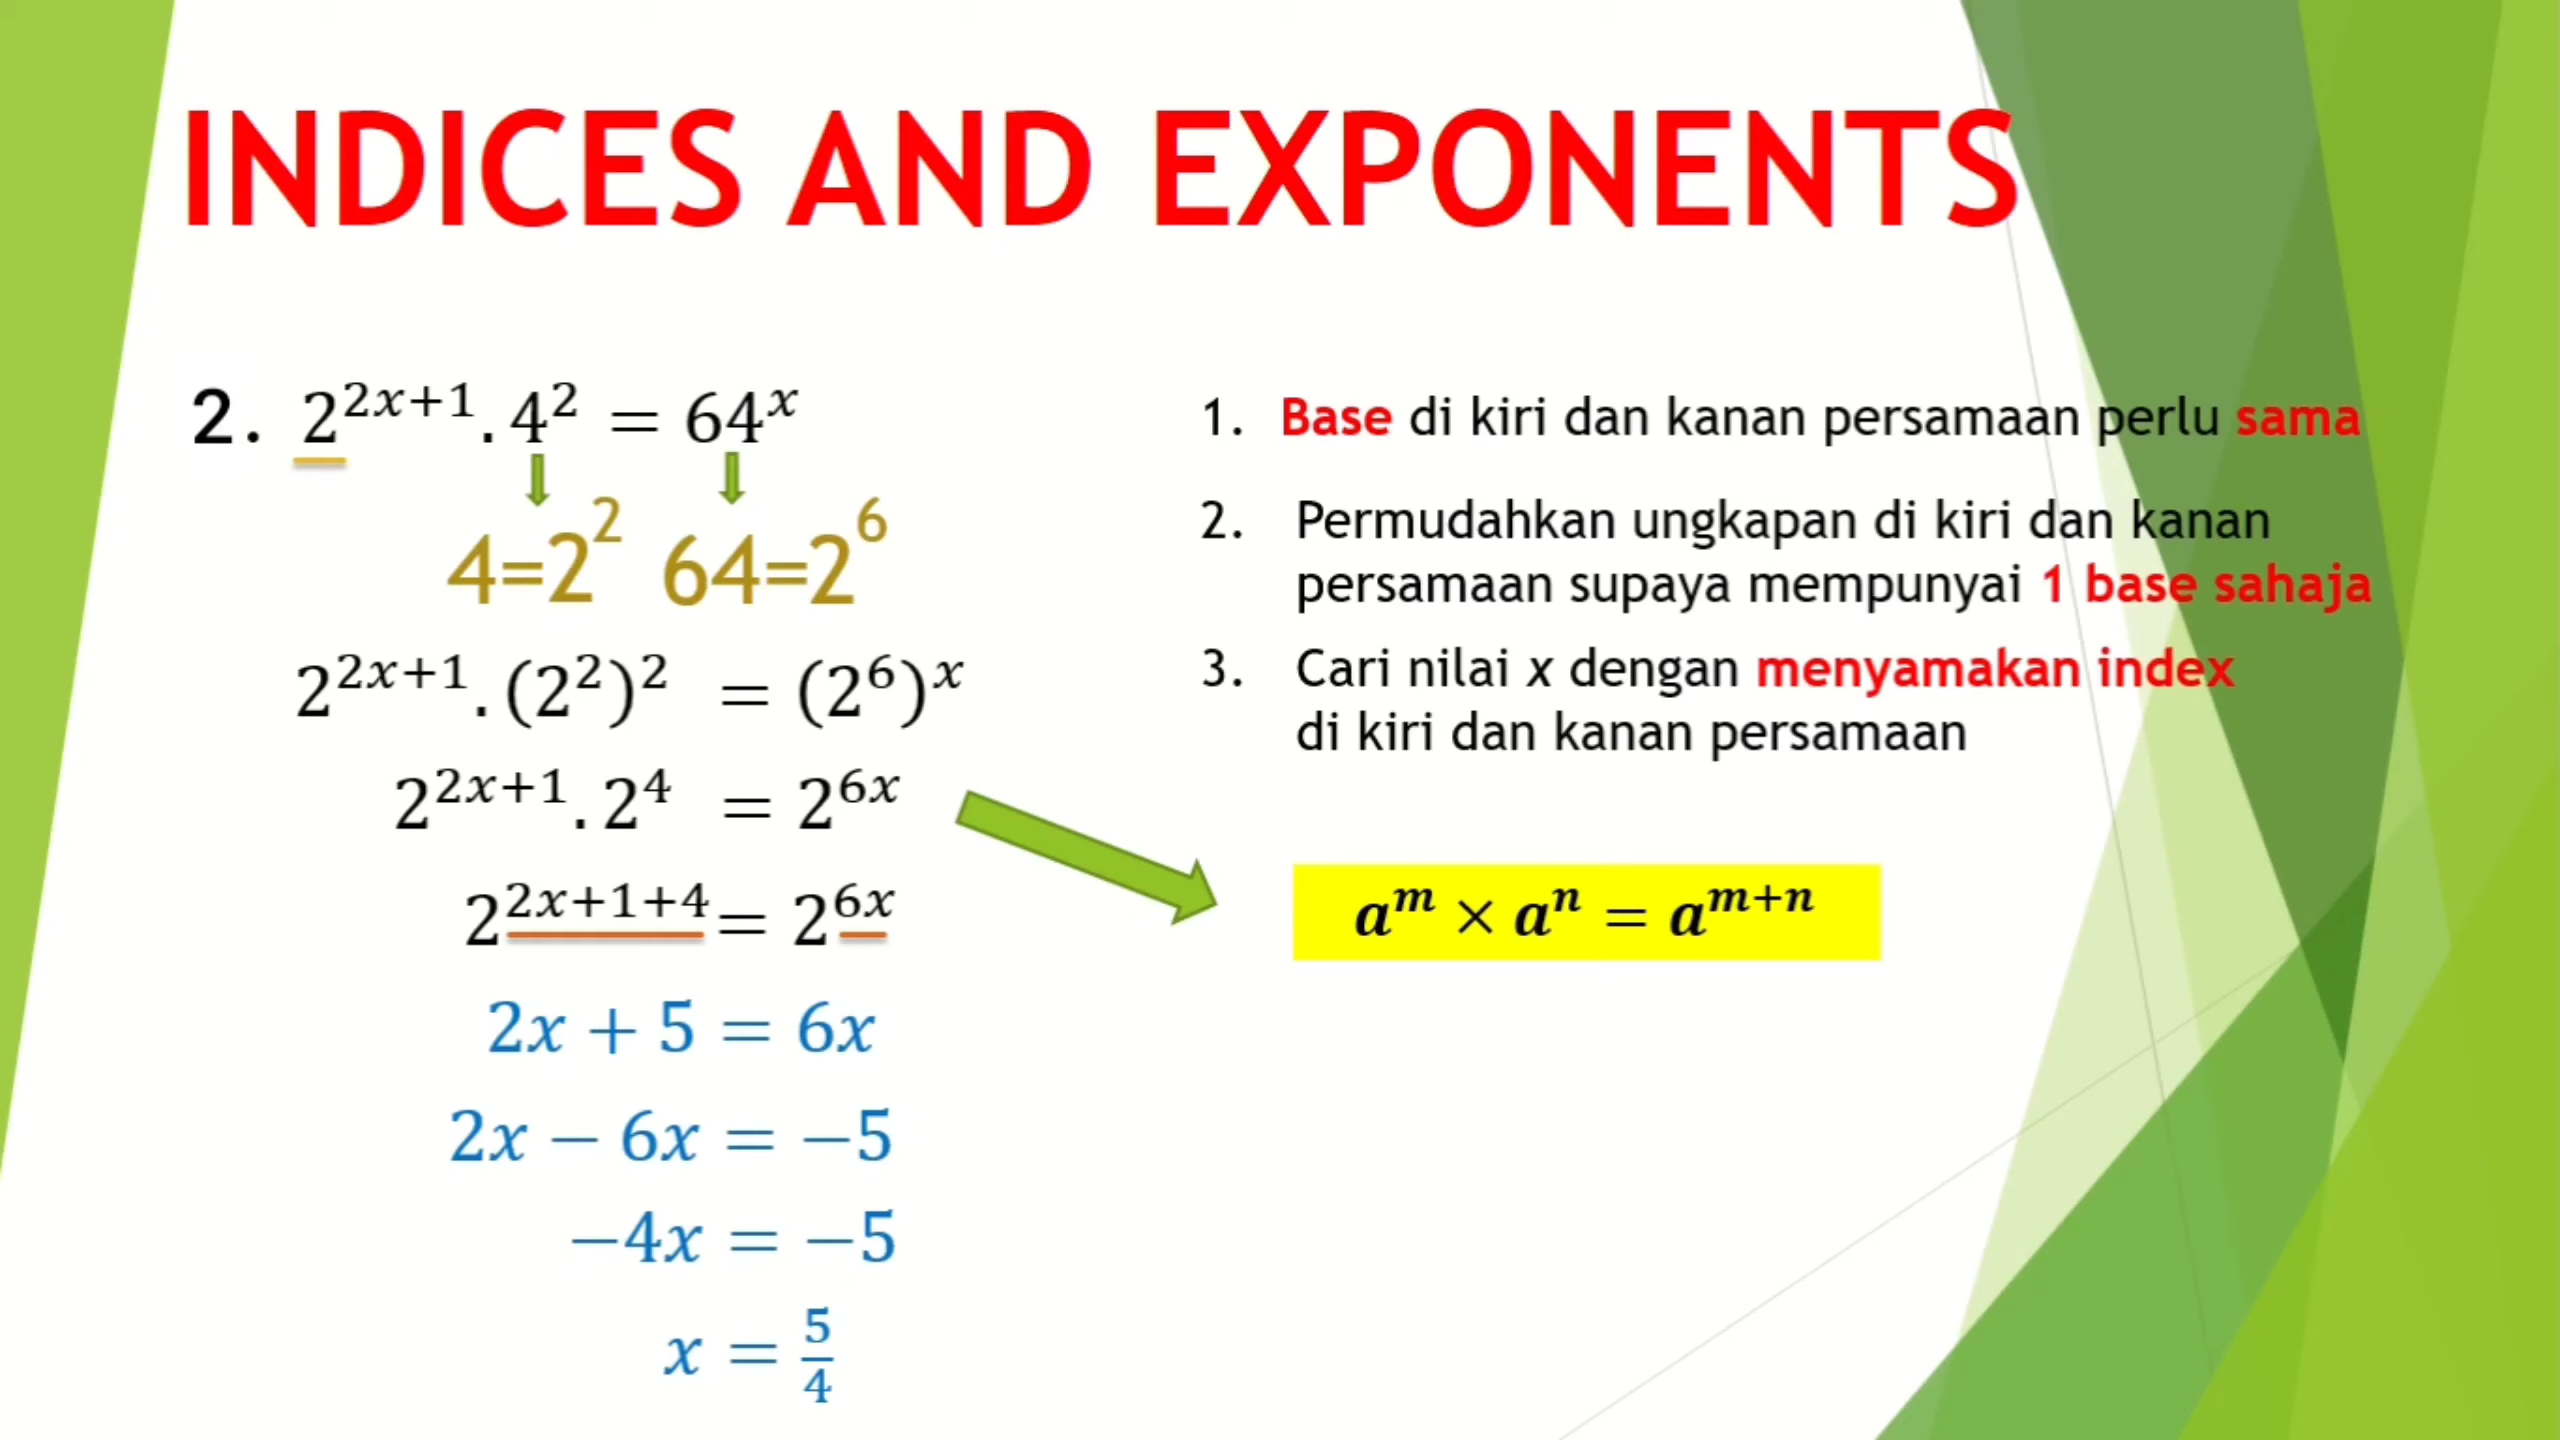 INDICES AND EXPONENTS
2. 2^{2x+1} . 4^2 = 64^x
4=2^2 64=2^6
2^{2x+1} . (2^2)^2 = (2^6)^x
2^{2x+1} . 2^4 = 2^{6x}
2^{2x+1+4} = 2^{6x}
2x + 5 = 6x
2x − 6x = −5
−4x = −5
x = 5/4
1. Base di kiri dan kanan persamaan perlu sama
2. Permudahkan ungkapan di kiri dan kanan
persamaan supaya mempunyai 1 base sahaja
3. Cari nilai x dengan menyamakan index
di kiri dan kanan persamaan
a^m × a^n = a^{m+n}